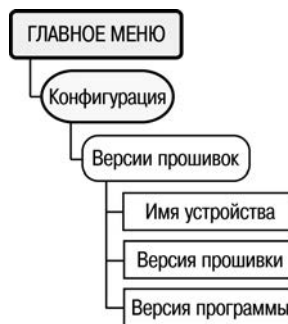 ГЛАВНОЕ МЕНЮ
Конфигурация
Версии прошивок
Имя устройства
Версия прошивки
Версия программы